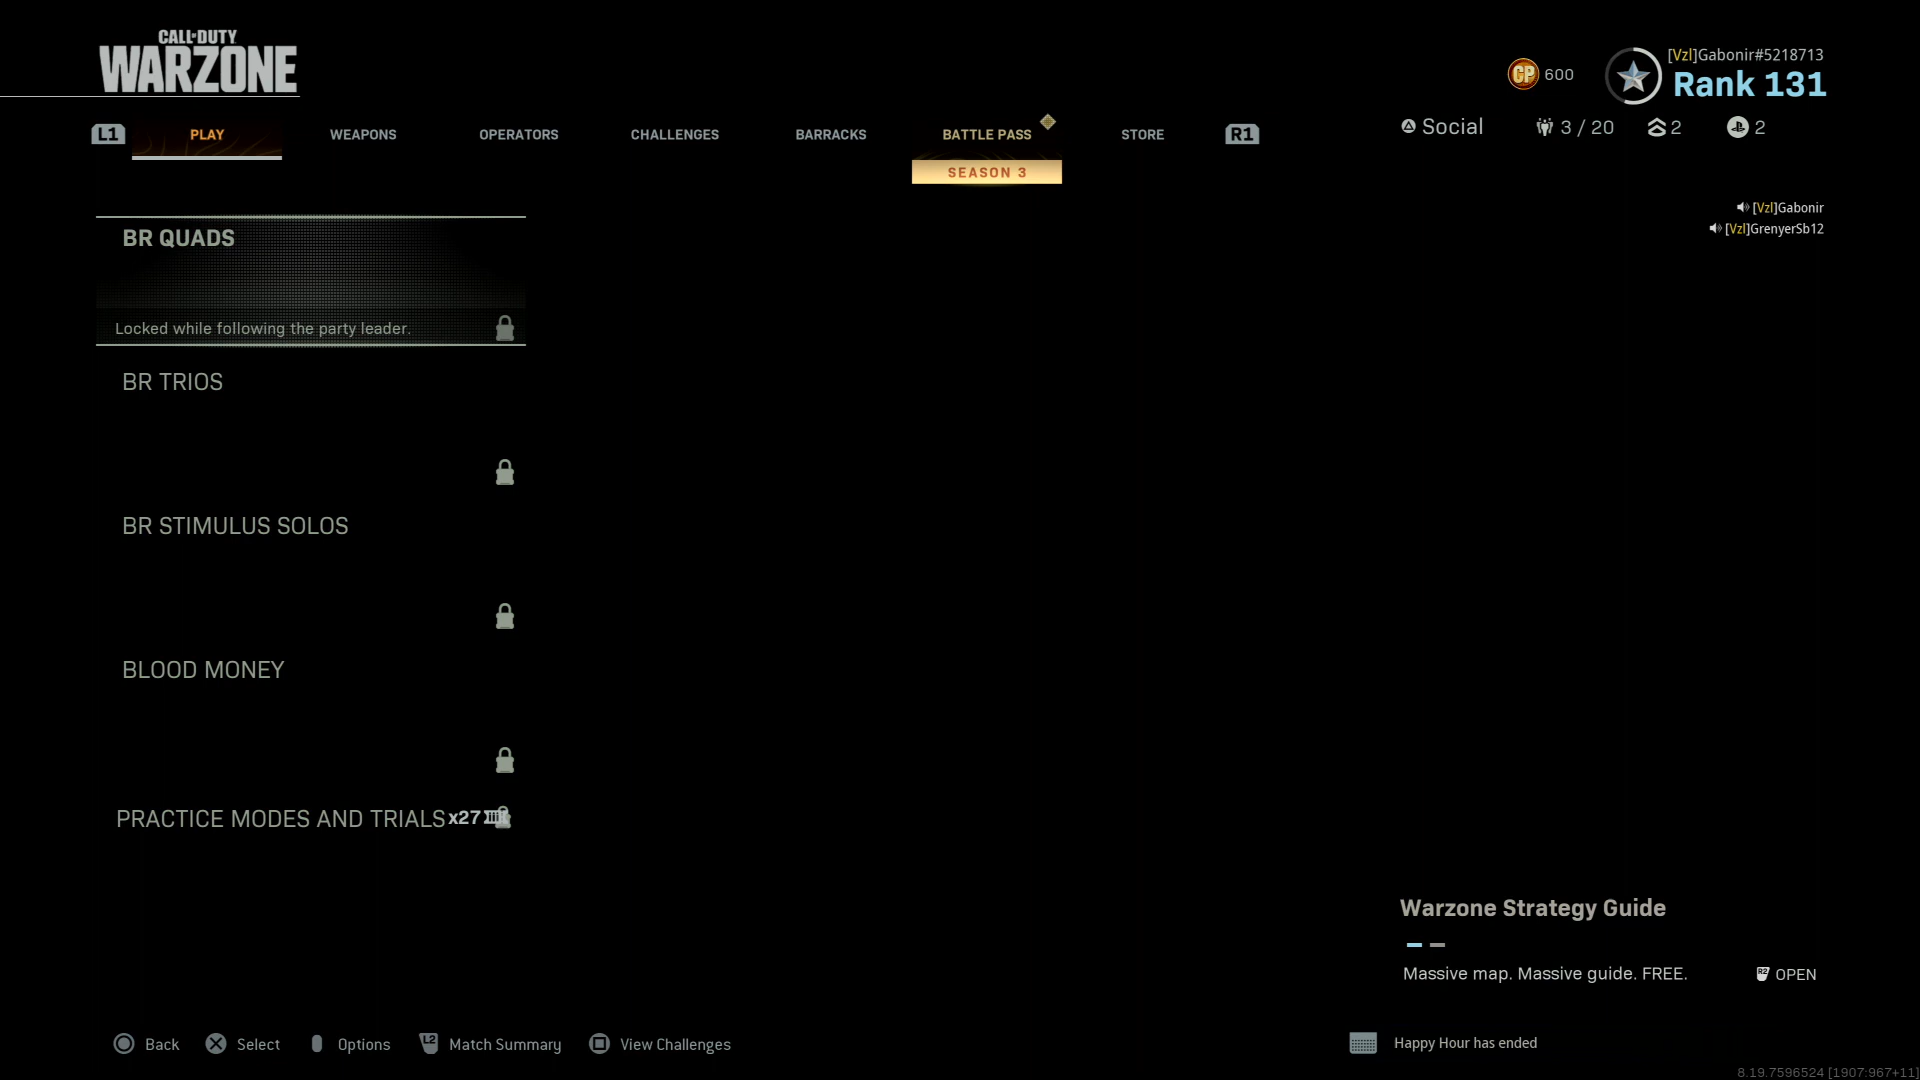 CALL OF DUTY
WARZONE
GP 600
[Vzl]Gabonir#5218713
Rank 131
L1 PLAY WEAPONS OPERATORS CHALLENGES BARRACKS BATTLE PASS STORE R1
SEASON 3
Social 3 / 20 2 2
[Vzl]Gabonir
[Vzl]GrenyerSb12
BR QUADS
Locked while following the party leader.
BR TRIOS
BR STIMULUS SOLOS
BLOOD MONEY
PRACTICE MODES AND TRIALS x27
Warzone Strategy Guide
Massive map. Massive guide. FREE.
R2 OPEN
Back Select Options L2 Match Summary View Challenges
Happy Hour has ended
8.19.7596524 [1907:967+11]